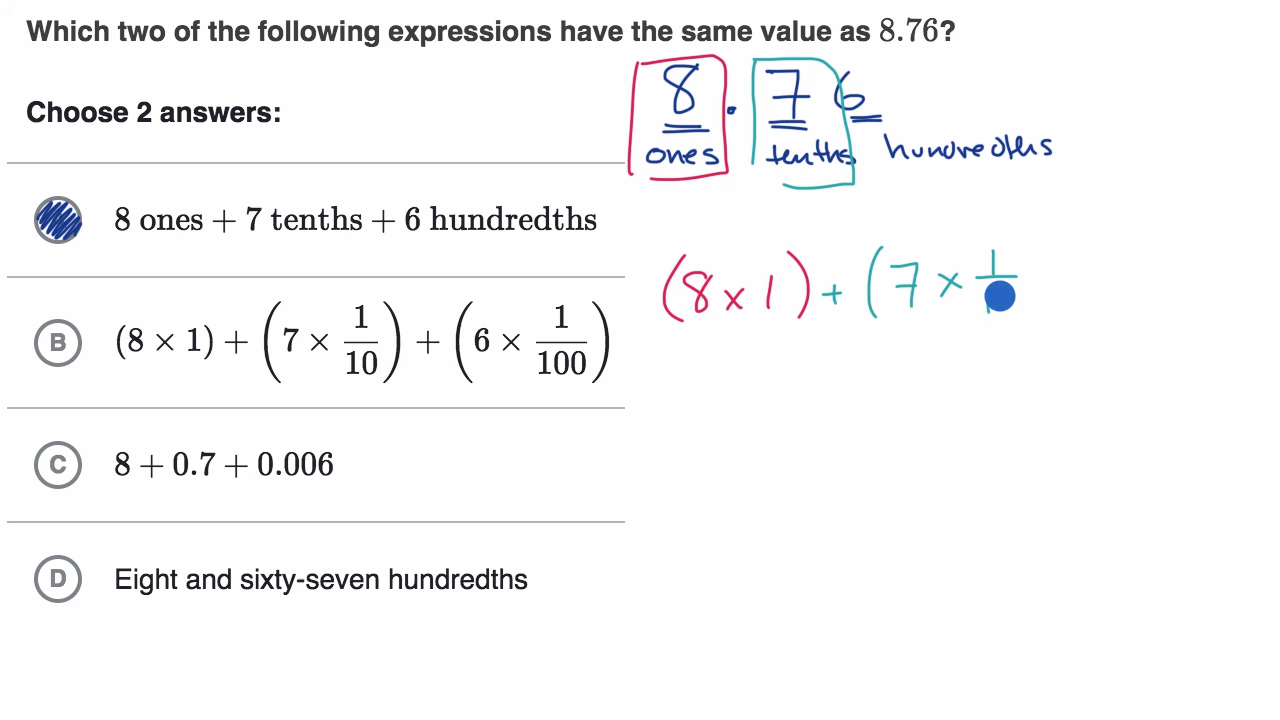 Which two of the following expressions have the same value as 8.76?
8 . 7 6
Choose 2 answers:
ones tenths hundredths
8 ones + 7 tenths + 6 hundredths
(8 × 1) + (7 × 1/
B (8 × 1) + (7 × 1/10) + (6 × 1/100)
C 8 + 0.7 + 0.006
D Eight and sixty-seven hundredths